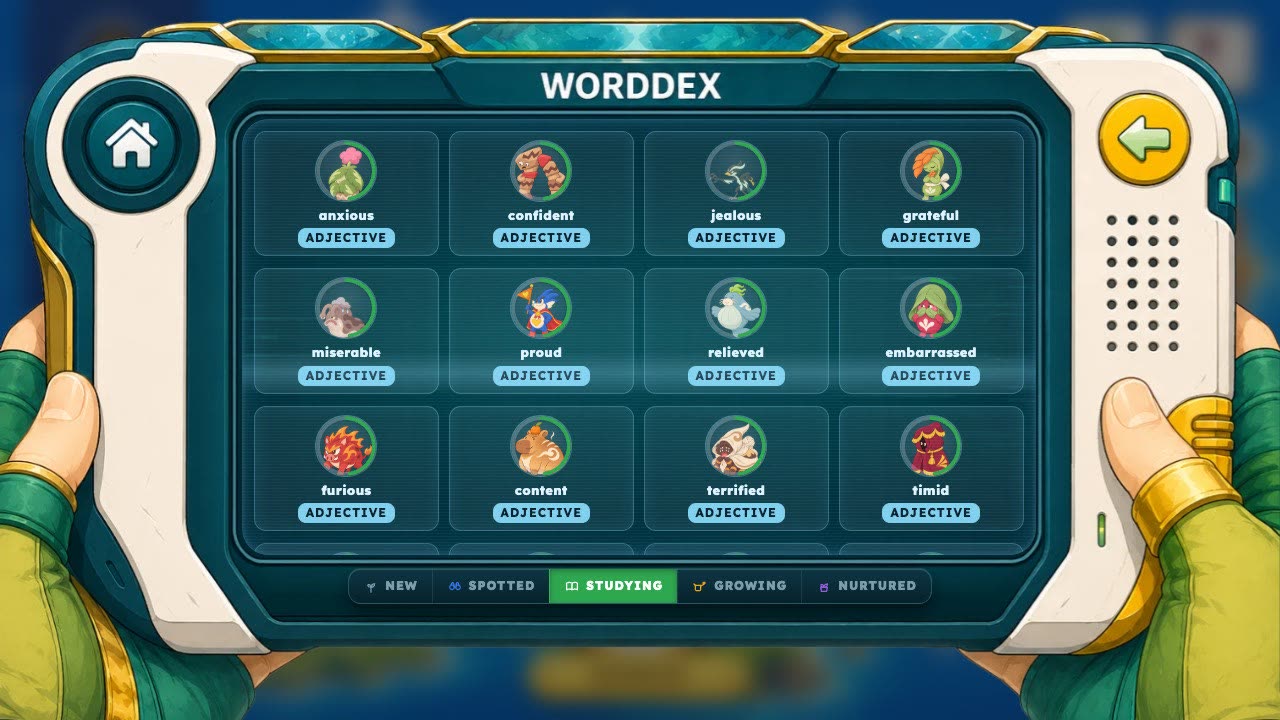 WORDDEX
anxious confident jealous grateful
ADJECTIVE ADJECTIVE ADJECTIVE ADJECTIVE
miserable proud relieved embarrassed
ADJECTIVE ADJECTIVE ADJECTIVE ADJECTIVE
furious content terrified timid
ADJECTIVE ADJECTIVE ADJECTIVE ADJECTIVE
NEW SPOTTED STUDYING GROWING NURTURED